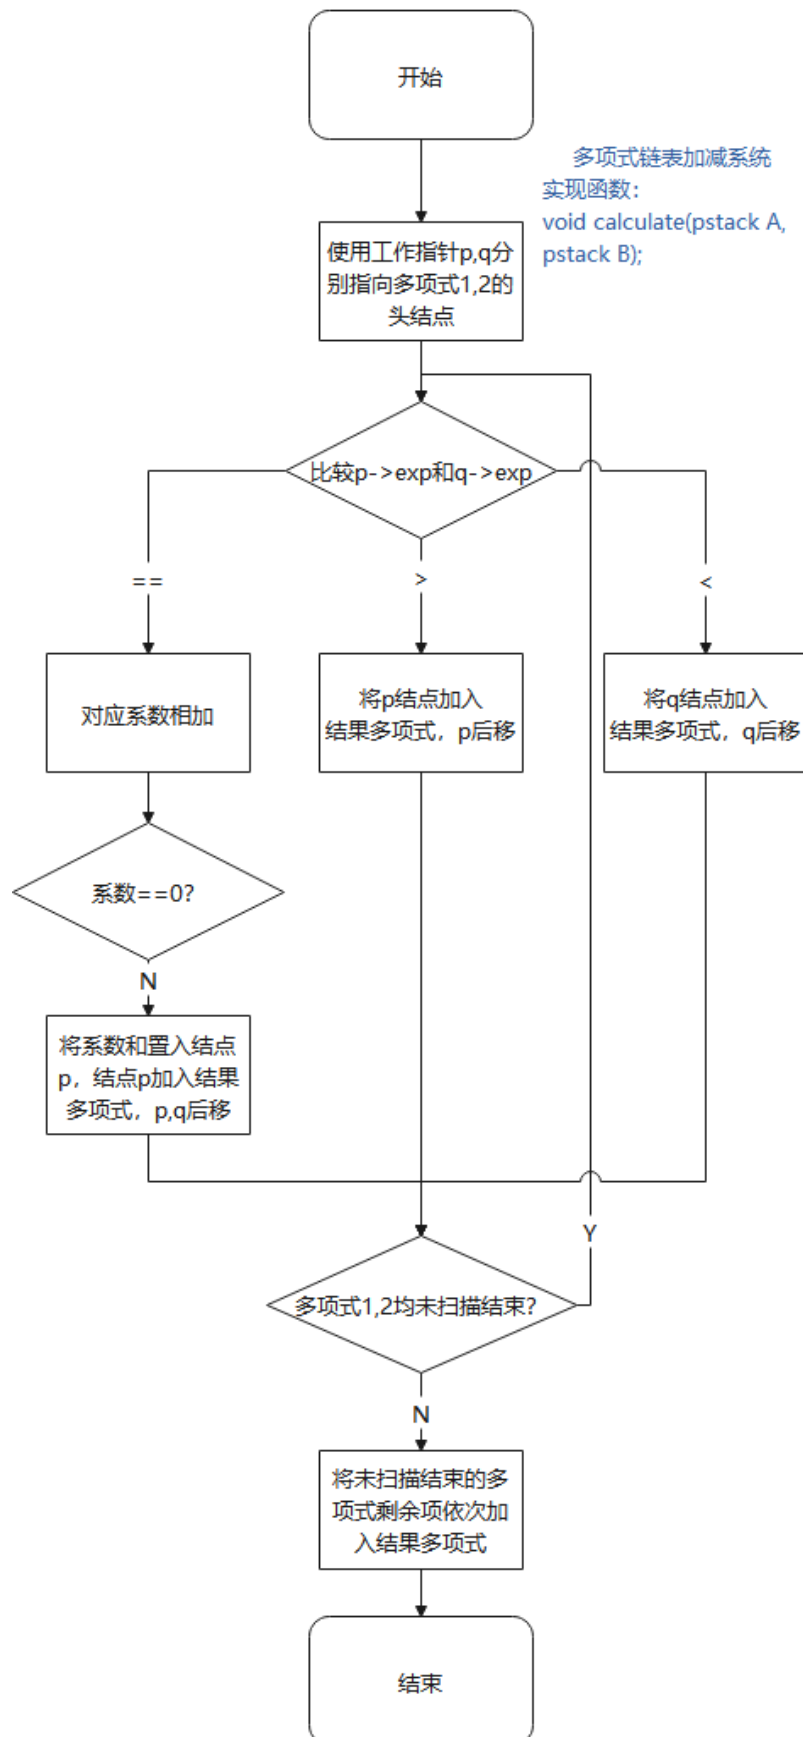 开始
多项式链表加减系统
实现函数：
void calculate(pstack A,
pstack B);
使用工作指针p,q分
别指向多项式1,2的
头结点
比较p->exp和q->exp
==
>
<
对应系数相加
将p结点加入
结果多项式，p后移
将q结点加入
结果多项式，q后移
系数==0?
N
将系数和置入结点
p，结点p加入结果
多项式，p,q后移
Y
多项式1,2均未扫描结束?
N
将未扫描结束的多
项式剩余项依次加
入结果多项式
结束